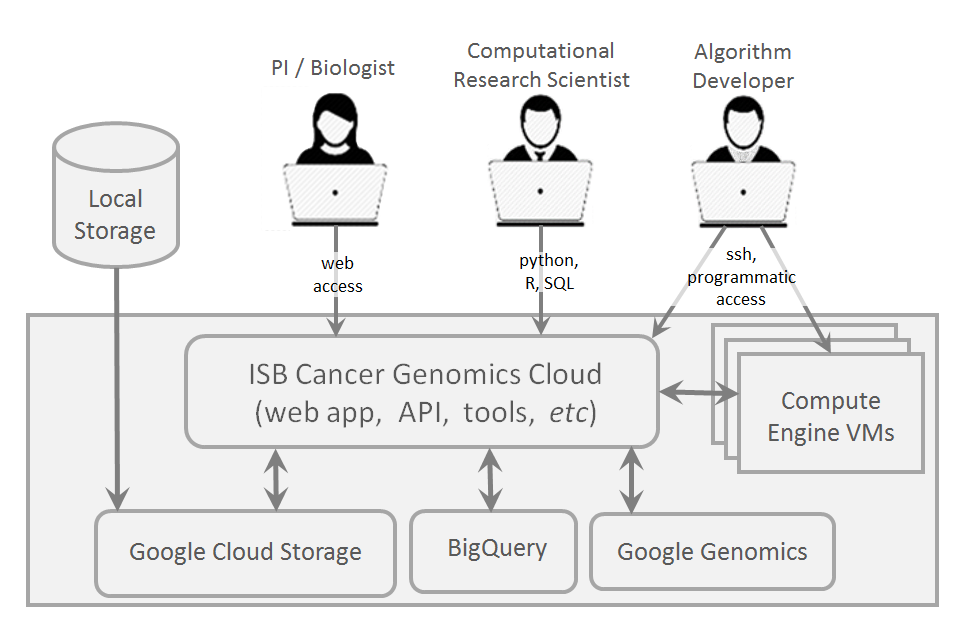 PI / Biologist
Computational
Research Scientist
Algorithm
Developer
Local
Storage
web
access
python,
R, SQL
ssh,
programmatic
access
ISB Cancer Genomics Cloud
(web app, API, tools, etc)
Compute
Engine VMs
Google Cloud Storage
BigQuery
Google Genomics